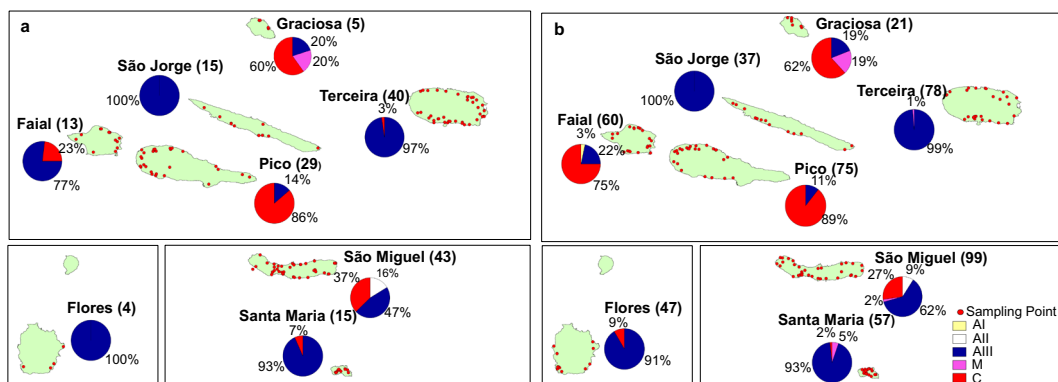 a
Graciosa (5)
20%
20%
60%
São Jorge (15)
100%
Terceira (40)
3%
97%
Faial (13)
23%
77%
Pico (29)
14%
86%
Flores (4)
100%
São Miguel (43)
37%
16%
47%
Santa Maria (15)
7%
93%
b
Graciosa (21)
19%
19%
62%
São Jorge (37)
100%
Terceira (78)
1%
99%
Faial (60)
3%
22%
75%
Pico (75)
11%
89%
Flores (47)
9%
91%
São Miguel (99)
27%
9%
2%
62%
Santa Maria (57)
2%
5%
93%
Sampling Point
AI
AII
AIII
M
C